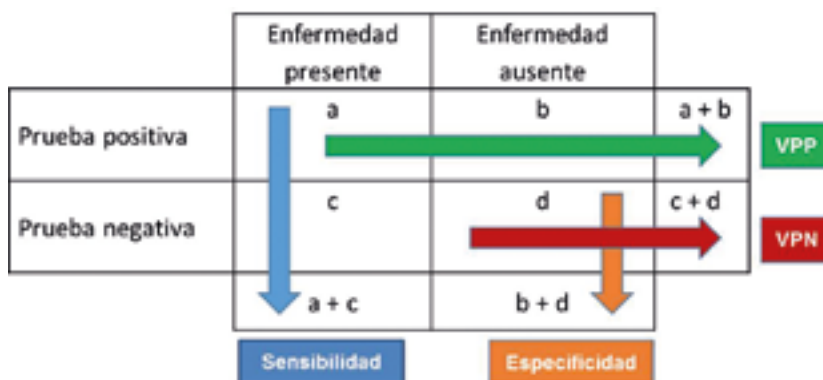 Enfermedad presente
Enfermedad ausente
a
b
a + b
Prueba positiva
VPP
c
d
c + d
Prueba negativa
VPN
a + c
b + d
Sensibilidad
Especificidad